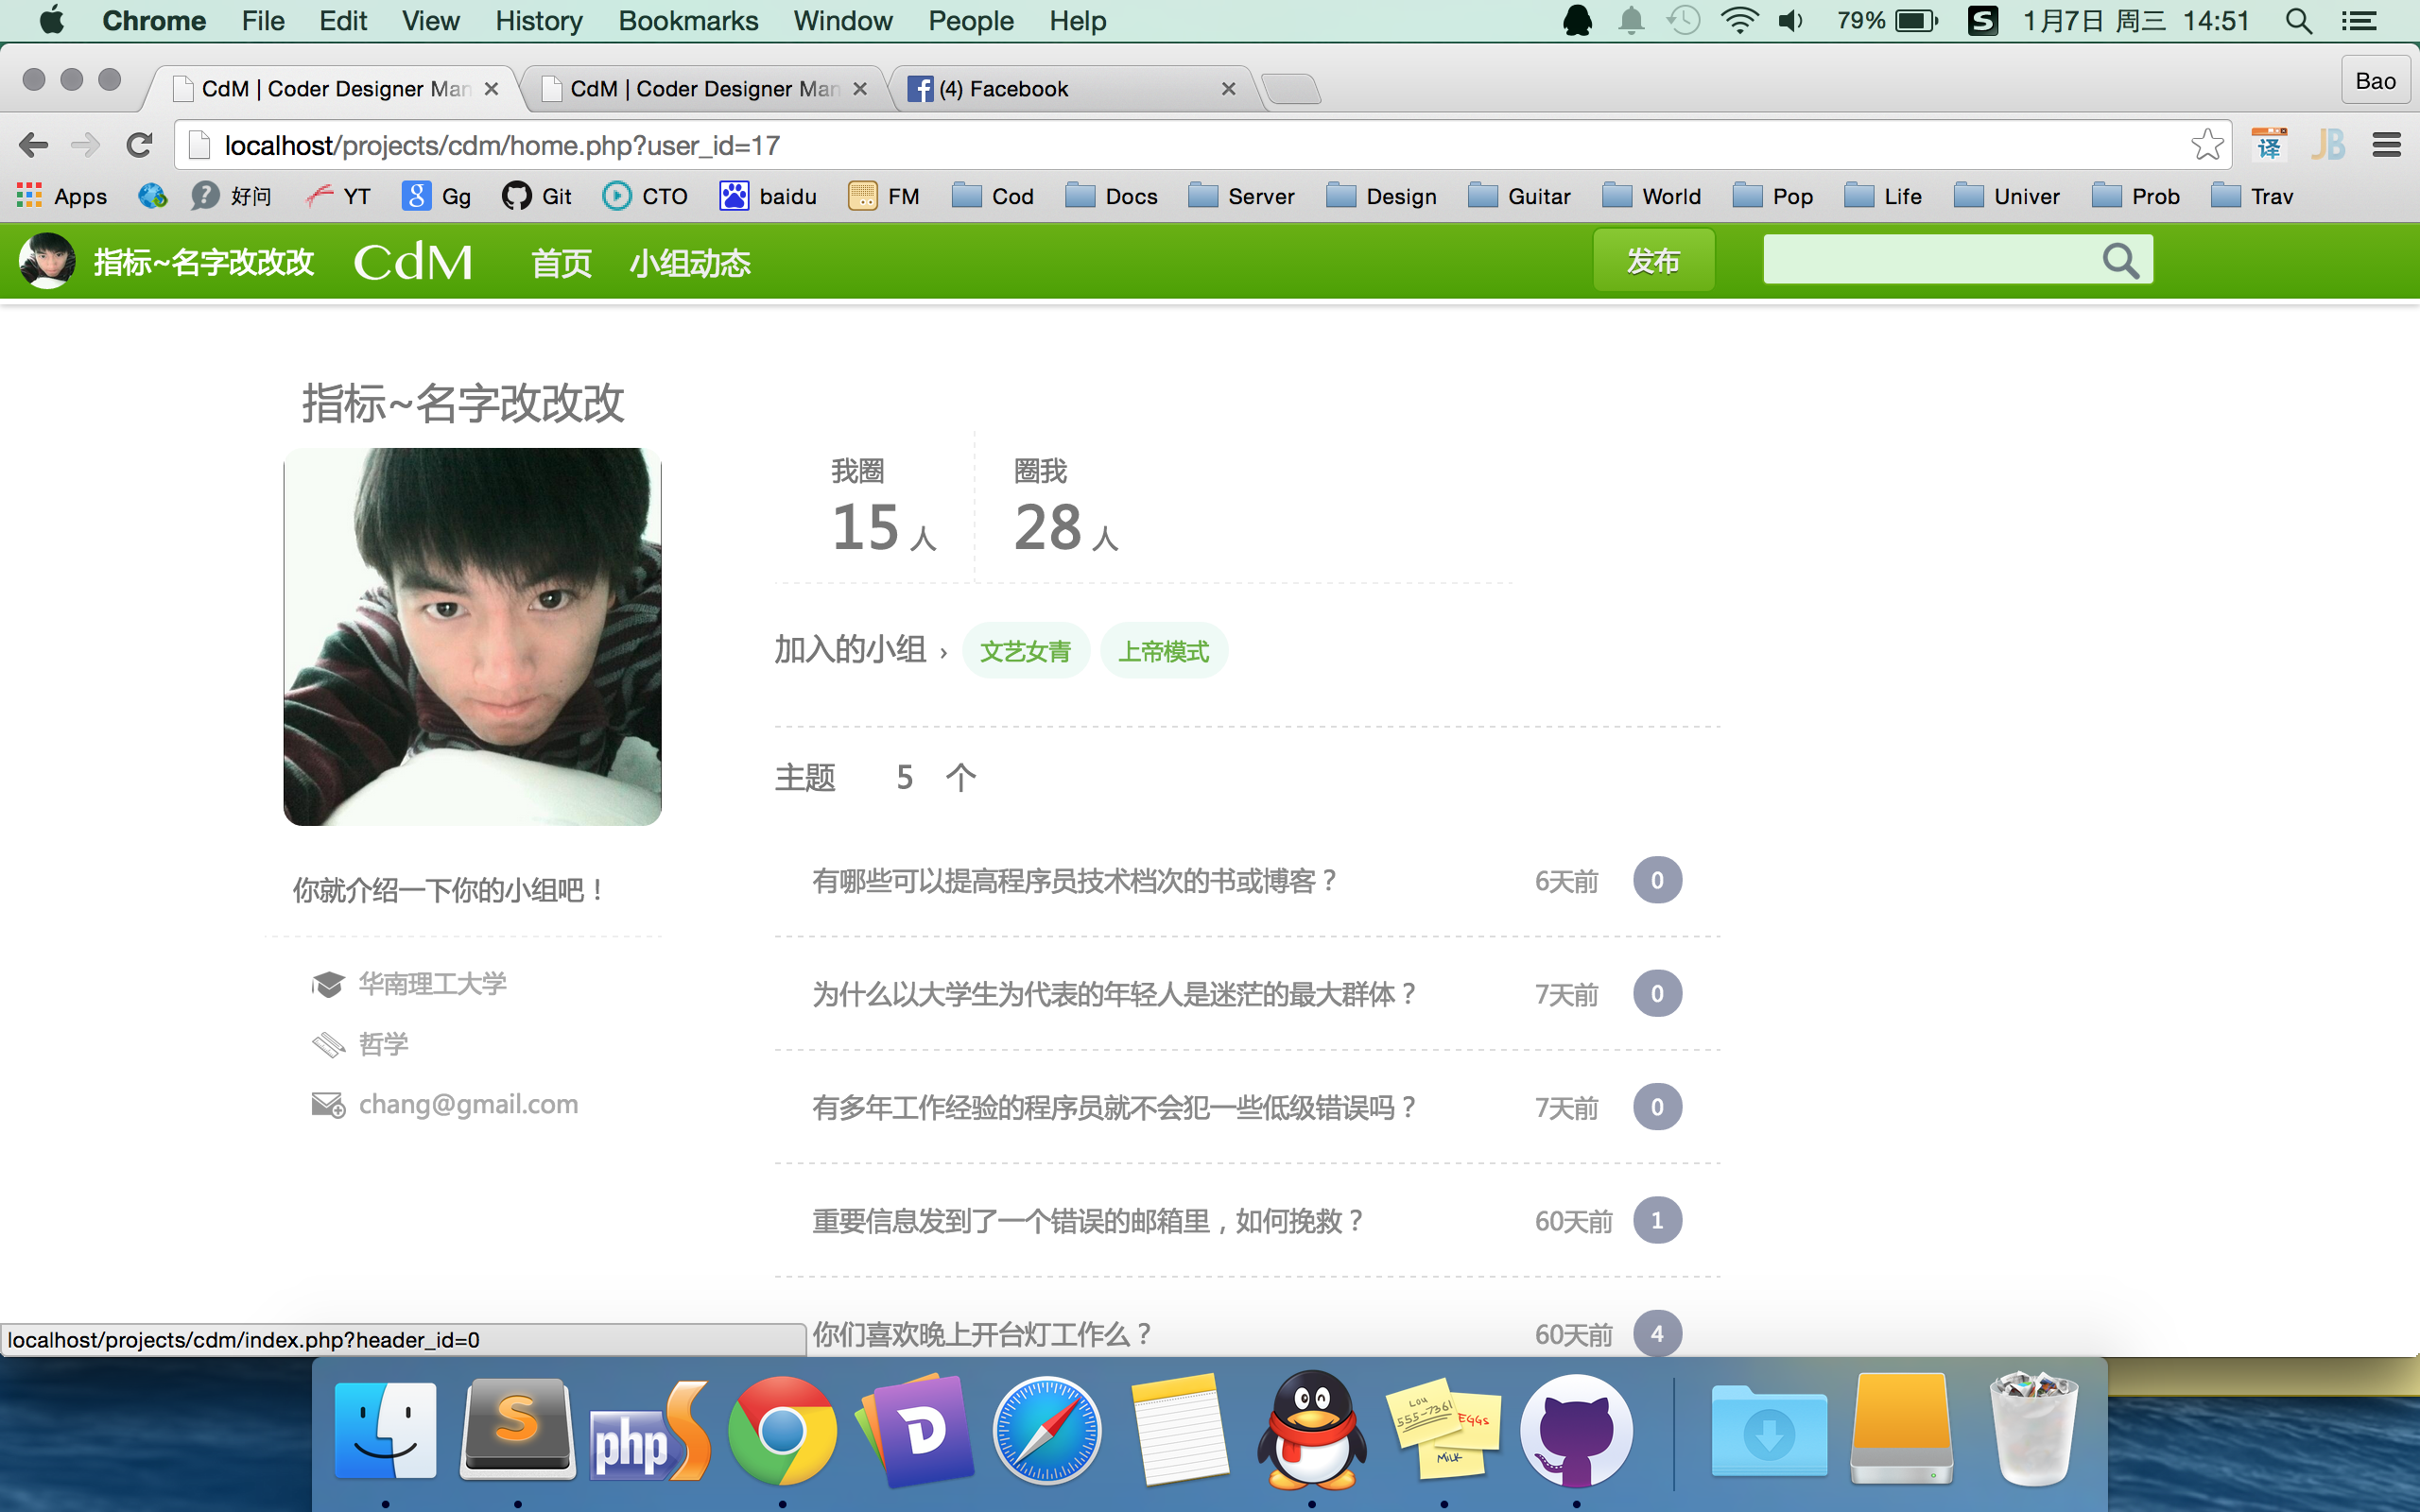 Chrome File Edit View History Bookmarks Window People Help 79% 1月7日 周三 14:51
CdM | Coder Designer Man CdM | Coder Designer Man (4) Facebook Bao
localhost/projects/cdm/home.php?user_id=17 译 JB
Apps 好问 YT Gg Git CTO baidu FM Cod Docs Server Design Guitar World Pop Life Univer Prob Trav
指标~名字改改改 CdM 首页 小组动态 发布
指标~名字改改改
我圈 圈我
15 人 28 人
加入的小组 › 文艺女青 上帝模式
主题 5 个
有哪些可以提高程序员技术档次的书或博客？ 6天前 0
你就介绍一下你的小组吧！
华南理工大学
为什么以大学生为代表的年轻人是迷茫的最大群体？ 7天前 0
哲学
chang@gmail.com
有多年工作经验的程序员就不会犯一些低级错误吗？ 7天前 0
重要信息发到了一个错误的邮箱里，如何挽救？ 60天前 1
你们喜欢晚上开台灯工作么？ 60天前 4
localhost/projects/cdm/index.php?header_id=0
S php D
Lou
555-7361
EGGs
MiLK